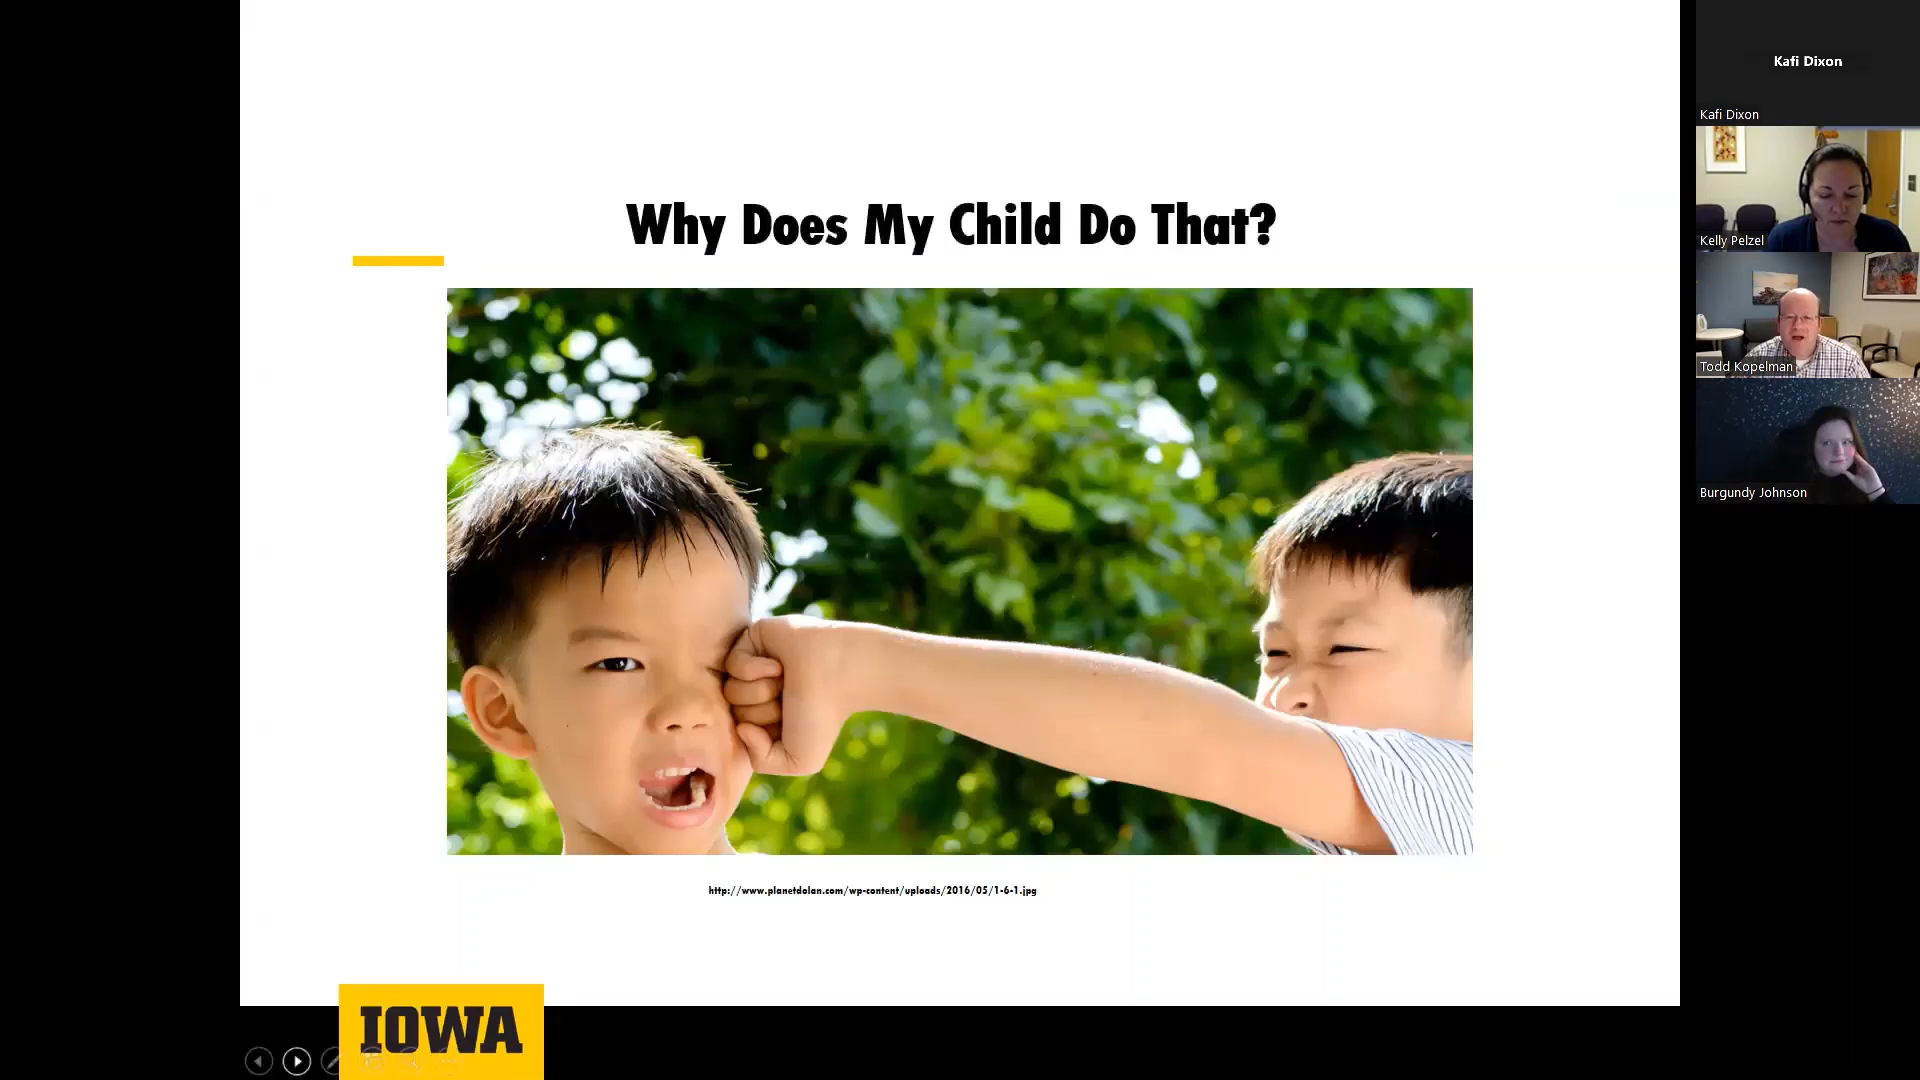 Why Does My Child Do That?
http://www.planetdolan.com/wp-content/uploads/2016/05/1-6-1.jpg
IOWA
Kafi Dixon
Kafi Dixon
Kelly Pelzel
Todd Kopelman
Burgundy Johnson